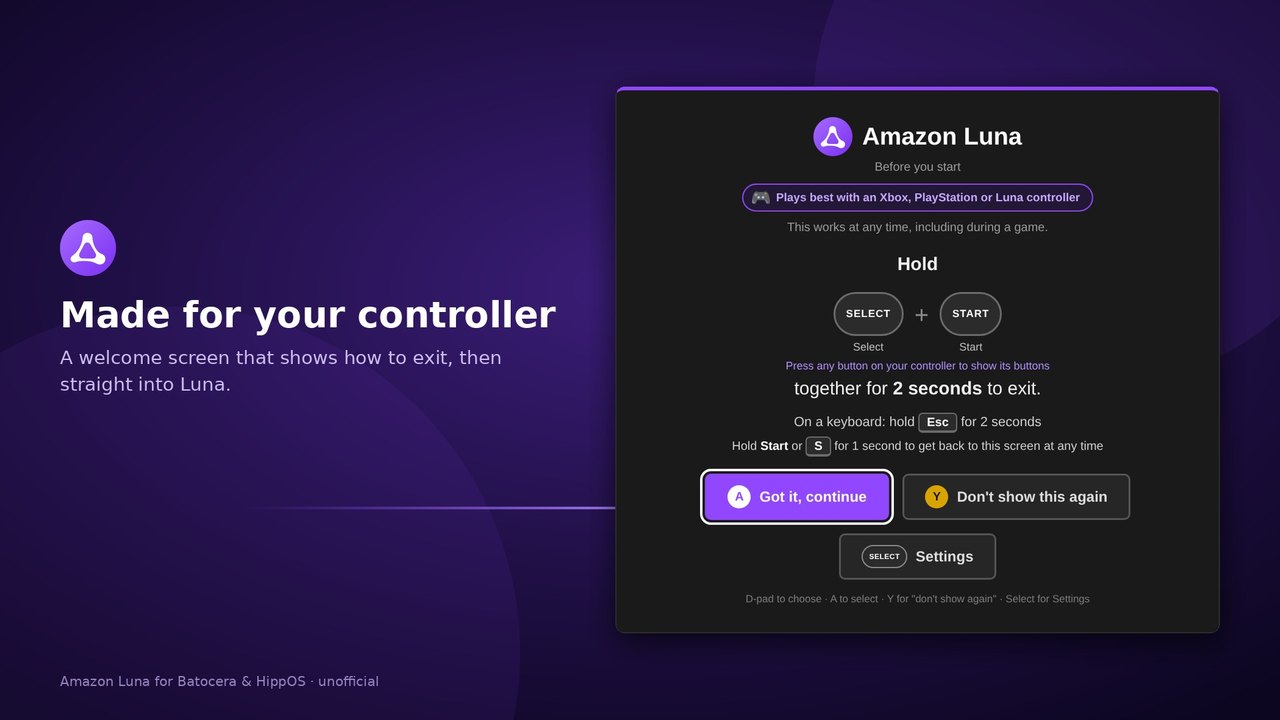 Made for your controller
A welcome screen that shows how to exit, then
straight into Luna.
Amazon Luna for Batocera & HippOS · unofficial
Amazon Luna
Before you start
Plays best with an Xbox, PlayStation or Luna controller
This works at any time, including during a game.
Hold
SELECT + START
Select Start
Press any button on your controller to show its buttons
together for 2 seconds to exit.
On a keyboard: hold Esc for 2 seconds
Hold Start or S for 1 second to get back to this screen at any time
A Got it, continue Y Don't show this again
SELECT Settings
D-pad to choose · A to select · Y for "don't show again" · Select for Settings